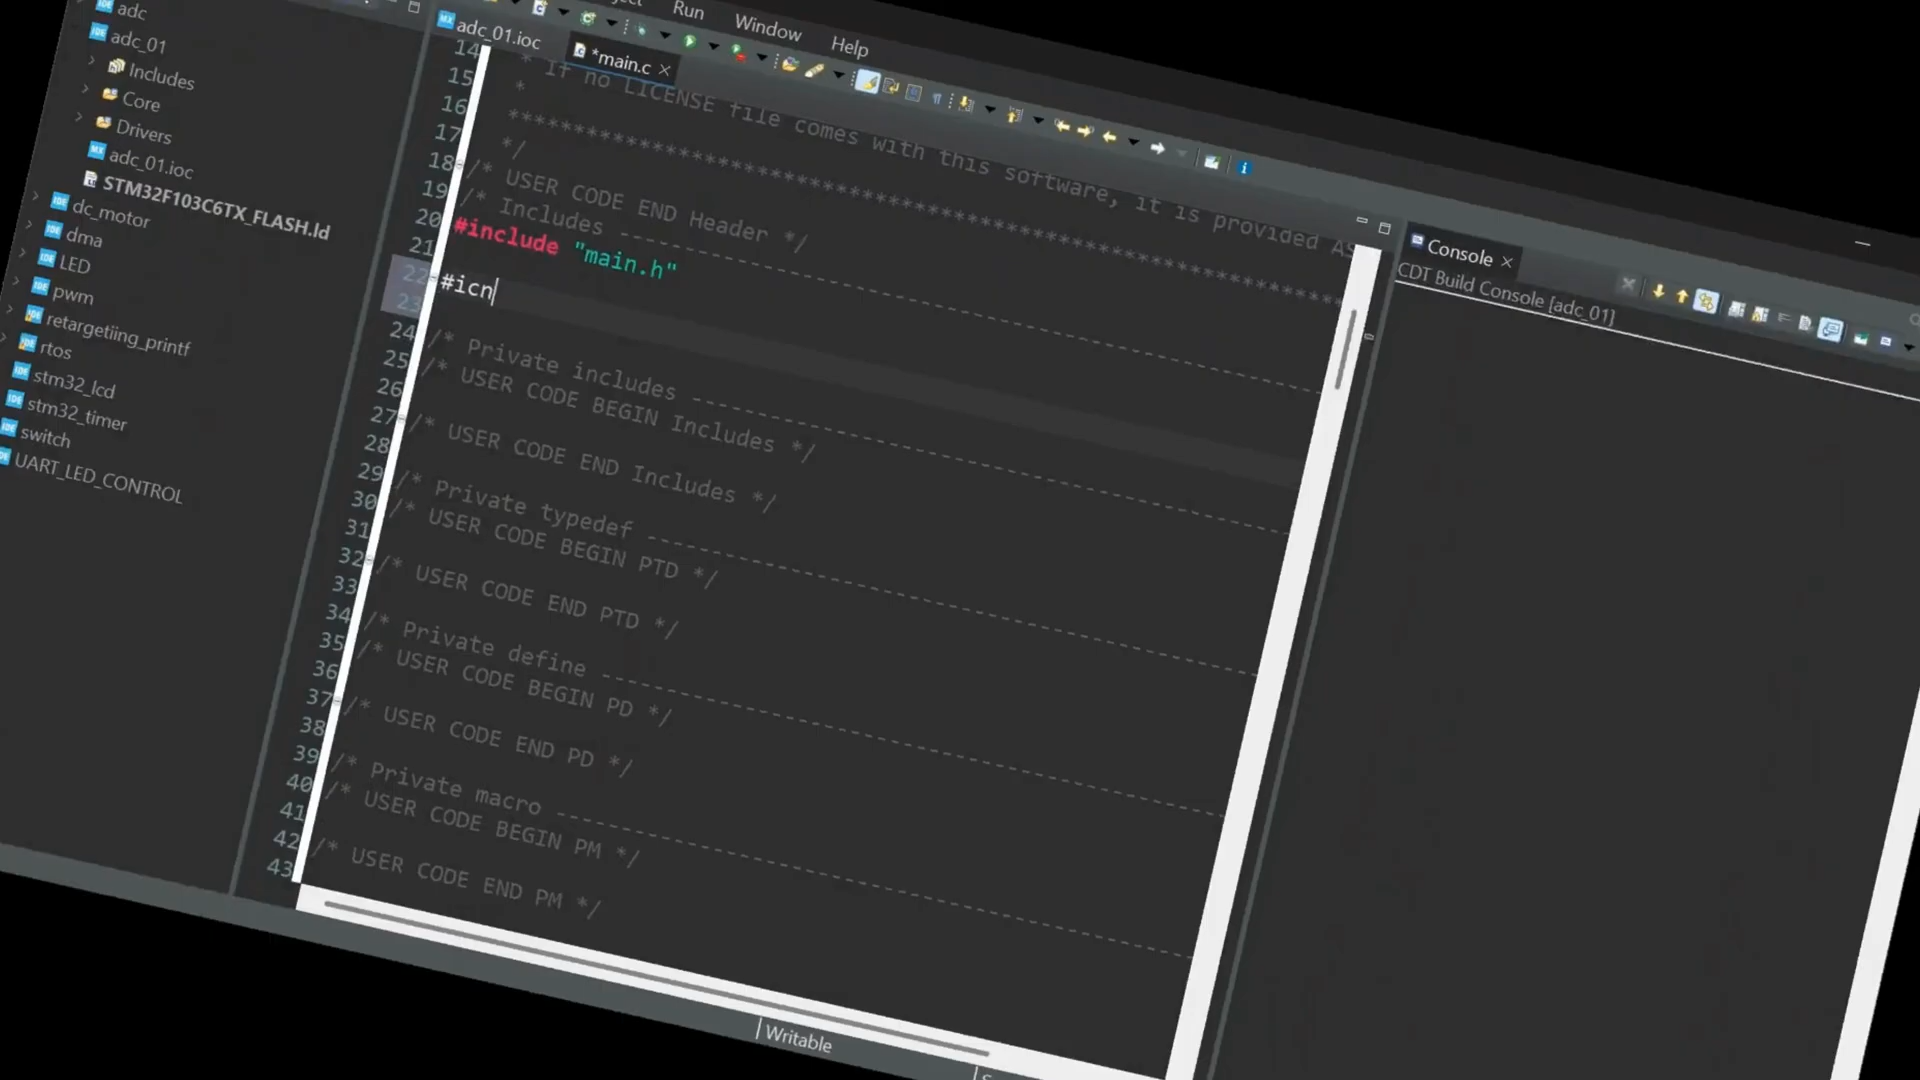 Run Window Help
adc
adc_01
Includes
Core
Drivers
adc_01.ioc
STM32F103C6TX_FLASH.ld
dc_motor
dma
LED
pwm
retargetiing_printf
rtos
stm32_lcd
stm32_timer
switch
UART_LED_CONTROL
adc_01.ioc *main.c
14 * If no LICENSE file comes with this software, it is provided AS
15 *
16 ******************************************************************************
17 */
18 /* USER CODE END Header */
19 /* Includes ------------------------------------------------------------------
20 #include "main.h"
21
22 #icn
23
24 /* Private includes ----------------------------------------------------------
25 /* USER CODE BEGIN Includes */
26
27 /* USER CODE END Includes */
28
29 /* Private typedef -----------------------------------------------------------
30 /* USER CODE BEGIN PTD */
31
32 /* USER CODE END PTD */
33
34 /* Private define ------------------------------------------------------------
35 /* USER CODE BEGIN PD */
36
37 /* USER CODE END PD */
38
39 /* Private macro -------------------------------------------------------------
40 /* USER CODE BEGIN PM */
41
42 /* USER CODE END PM */
43
Console
CDT Build Console [adc_01]
Writable